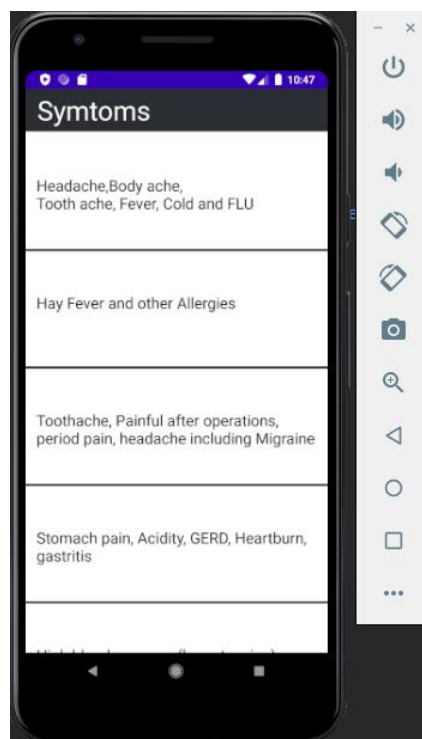 10:47
Symtoms
Headache,Body ache,
Tooth ache, Fever, Cold and FLU
Hay Fever and other Allergies
Toothache, Painful after operations,
period pain, headache including Migraine
Stomach pain, Acidity, GERD, Heartburn,
gastritis